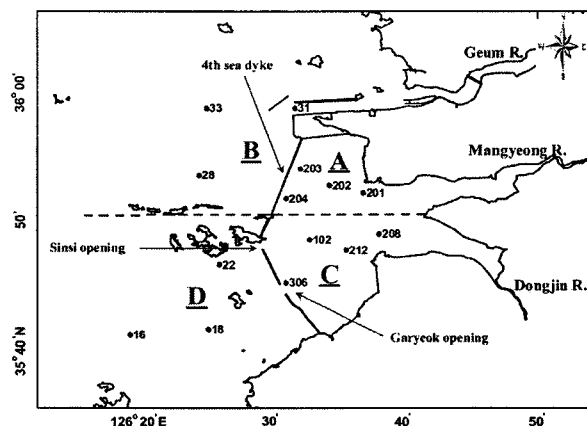 N
W E
Geum R.
4th sea dyke
36° 00'
33
31
B
A
Mangyeong R.
203
28
202
201
204
50'
208
102
Sinsi opening
212
22
C
306
Dongjin R.
D
16
18
Garyeok opening
35° 40'
126° 20' E
30'
40'
50'